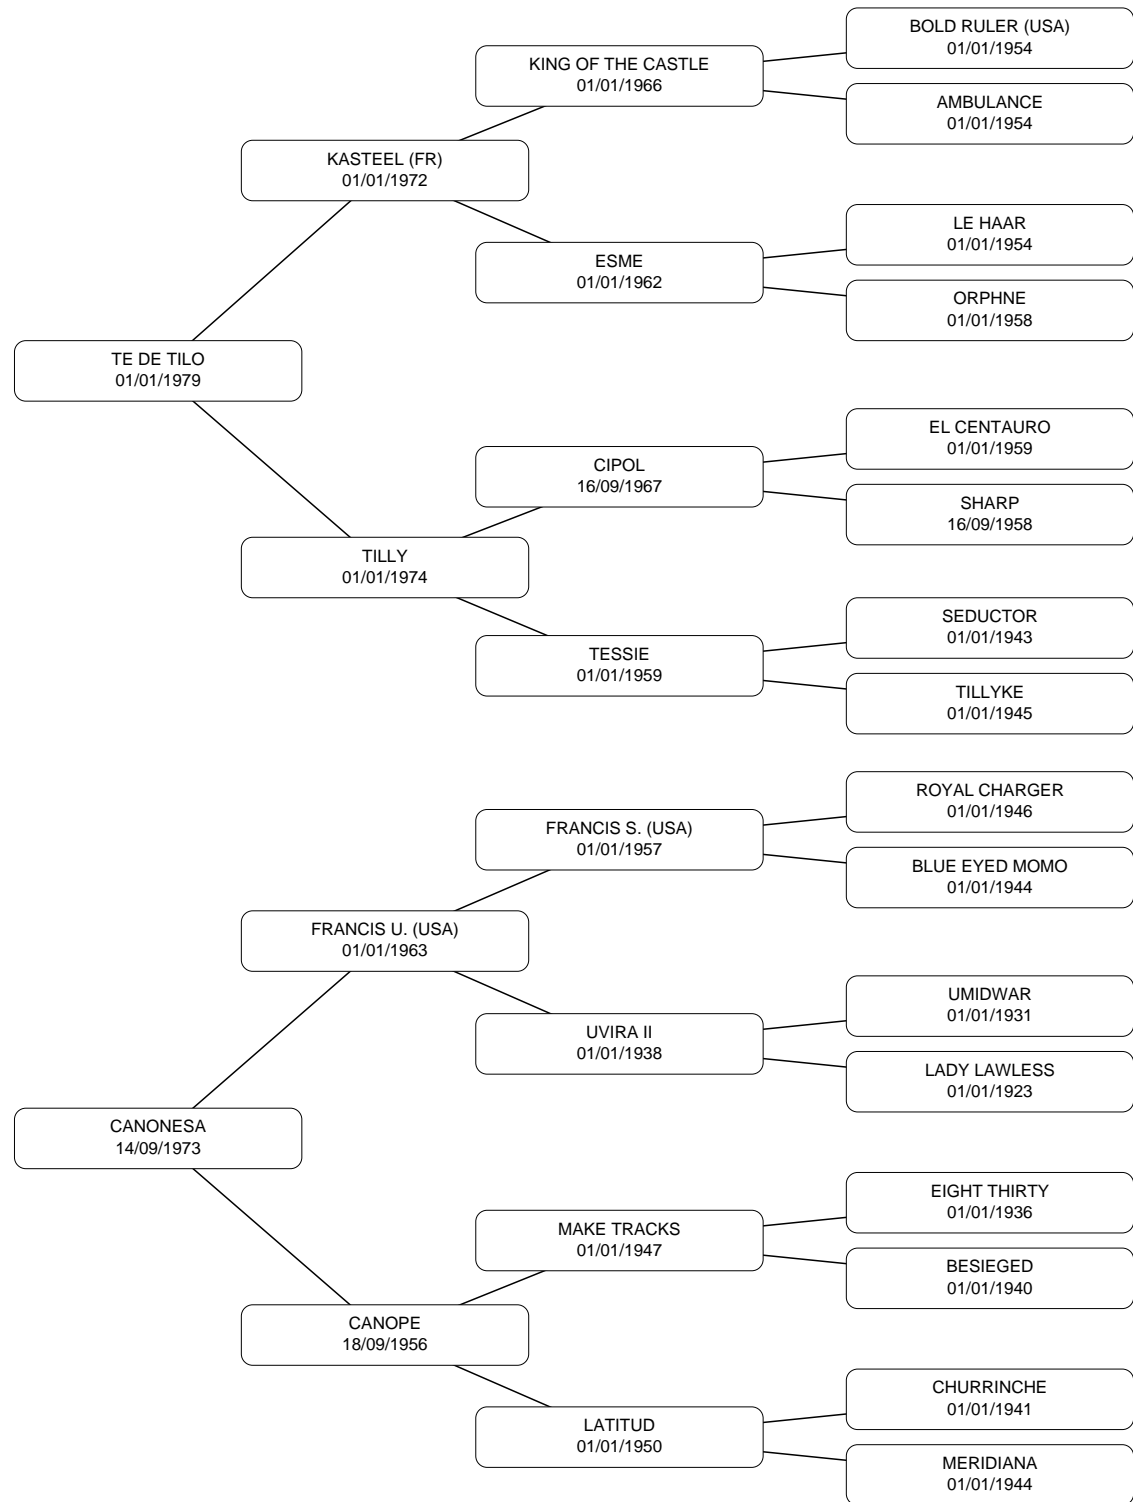 BOLD RULER (USA)
01/01/1954
KING OF THE CASTLE
01/01/1966
AMBULANCE
01/01/1954
KASTEEL (FR)
01/01/1972
LE HAAR
01/01/1954
ESME
01/01/1962
ORPHNE
01/01/1958
TE DE TILO
01/01/1979
EL CENTAURO
01/01/1959
CIPOL
16/09/1967
SHARP
16/09/1958
TILLY
01/01/1974
SEDUCTOR
01/01/1943
TESSIE
01/01/1959
TILLYKE
01/01/1945
ROYAL CHARGER
01/01/1946
FRANCIS S. (USA)
01/01/1957
BLUE EYED MOMO
01/01/1944
FRANCIS U. (USA)
01/01/1963
UMIDWAR
01/01/1931
UVIRA II
01/01/1938
LADY LAWLESS
01/01/1923
CANONESA
14/09/1973
EIGHT THIRTY
01/01/1936
MAKE TRACKS
01/01/1947
BESIEGED
01/01/1940
CANOPE
18/09/1956
CHURRINCHE
01/01/1941
LATITUD
01/01/1950
MERIDIANA
01/01/1944